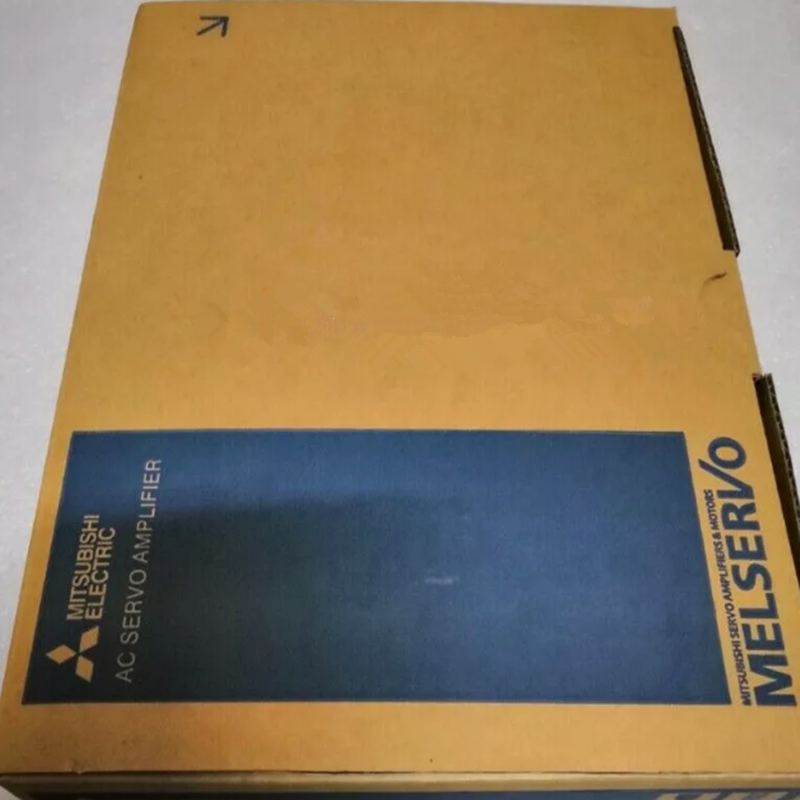 MITSUBISHI
ELECTRIC
AC SERVO AMPLIFIER
MITSUBISHI SERVO AMPLIFIERS & MOTORS
MELSERVO